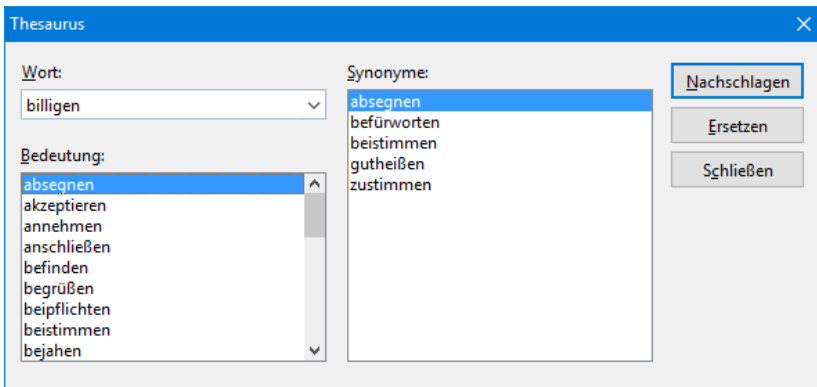 Thesaurus
Wort:
billigen
Bedeutung:
absegnen
akzeptieren
annehmen
anschließen
befinden
begrüßen
beipflichten
beistimmen
bejahen
Synonyme:
absegnen
befürworten
beistimmen
gutheißen
zustimmen
Nachschlagen
Ersetzen
Schließen